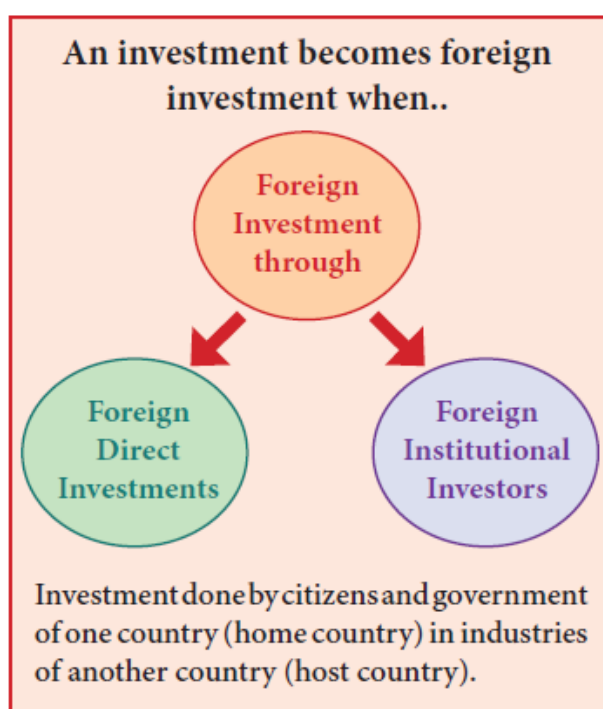 An investment becomes foreign
investment when..
Foreign
Investment
through
Foreign
Direct
Investments
Foreign
Institutional
Investors
Investment done by citizens and government
of one country (home country) in industries
of another country (host country).